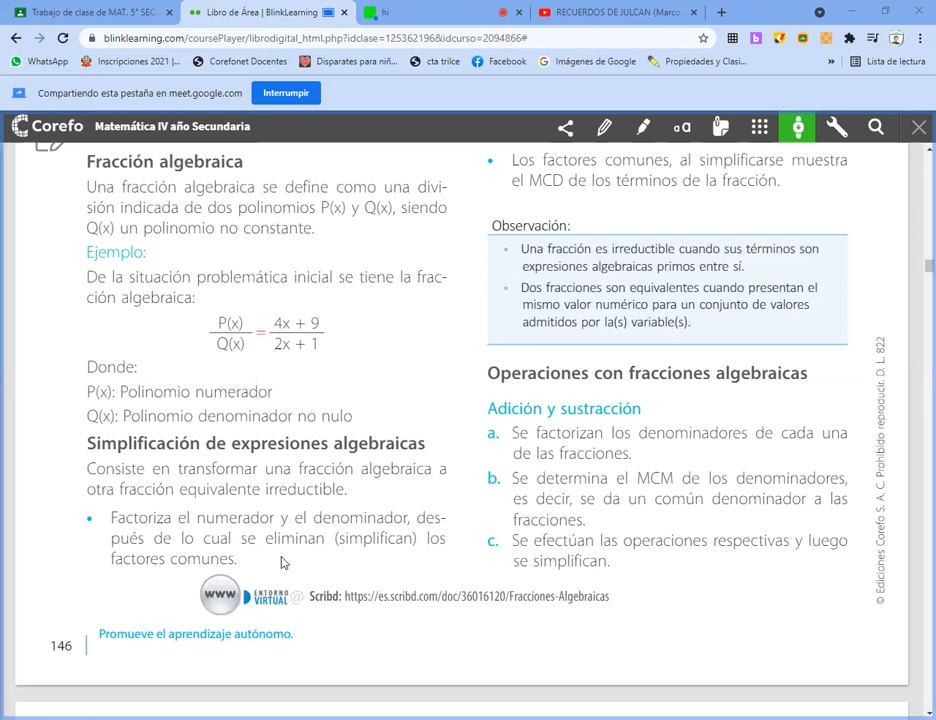 Trabajo de clase de MAT. 5° SEC.
Libro de Área | BlinkLearning
hi
RECUERDOS DE JULCAN (Marco
blinklearning.com/coursePlayer/librodigital_html.php?idclase=125362196&idcurso=2094866#
WhatsApp
Inscripciones 2021 |...
Corefonet Docentes
Disparates para niñ...
cta trilce
Facebook
Imágenes de Google
Propiedades y Clasi...
»
Lista de lectura
Compartiendo esta pestaña en meet.google.com
Interrumpir
Corefo
Matemática IV año Secundaria
Fracción algebraica
Una fracción algebraica se define como una divi-
sión indicada de dos polinomios P(x) y Q(x), siendo
Q(x) un polinomio no constante.
Ejemplo:
De la situación problemática inicial se tiene la frac-
ción algebraica:
P(x)/Q(x) = 4x + 9/2x + 1
Donde:
P(x): Polinomio numerador
Q(x): Polinomio denominador no nulo
Simplificación de expresiones algebraicas
Consiste en transformar una fracción algebraica a
otra fracción equivalente irreductible.
• Factoriza el numerador y el denominador, des-
pués de lo cual se eliminan (simplifican) los
factores comunes.
• Los factores comunes, al simplificarse muestra
el MCD de los términos de la fracción.
Observación:
• Una fracción es irreductible cuando sus términos son
expresiones algebraicas primos entre sí.
• Dos fracciones son equivalentes cuando presentan el
mismo valor numérico para un conjunto de valores
admitidos por la(s) variable(s).
Operaciones con fracciones algebraicas
Adición y sustracción
a. Se factorizan los denominadores de cada una
de las fracciones.
b. Se determina el MCM de los denominadores,
es decir, se da un común denominador a las
fracciones.
c. Se efectúan las operaciones respectivas y luego
se simplifican.
© Ediciones Corefo S. A. C. Prohibido reproducir. D. L. 822
www ENTORNO
VIRTUAL @
Scribd: https://es.scribd.com/doc/36016120/Fracciones-Algebraicas
146
Promueve el aprendizaje autónomo.